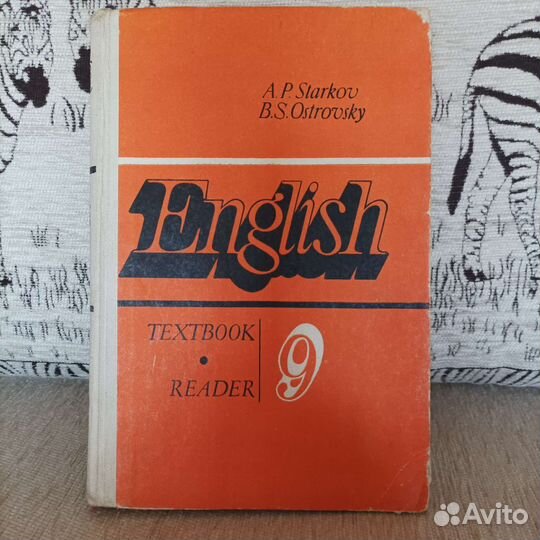 A.P. Starkov
B.S. Ostrovsky
English
TEXTBOOK
•
READER
9
Avito